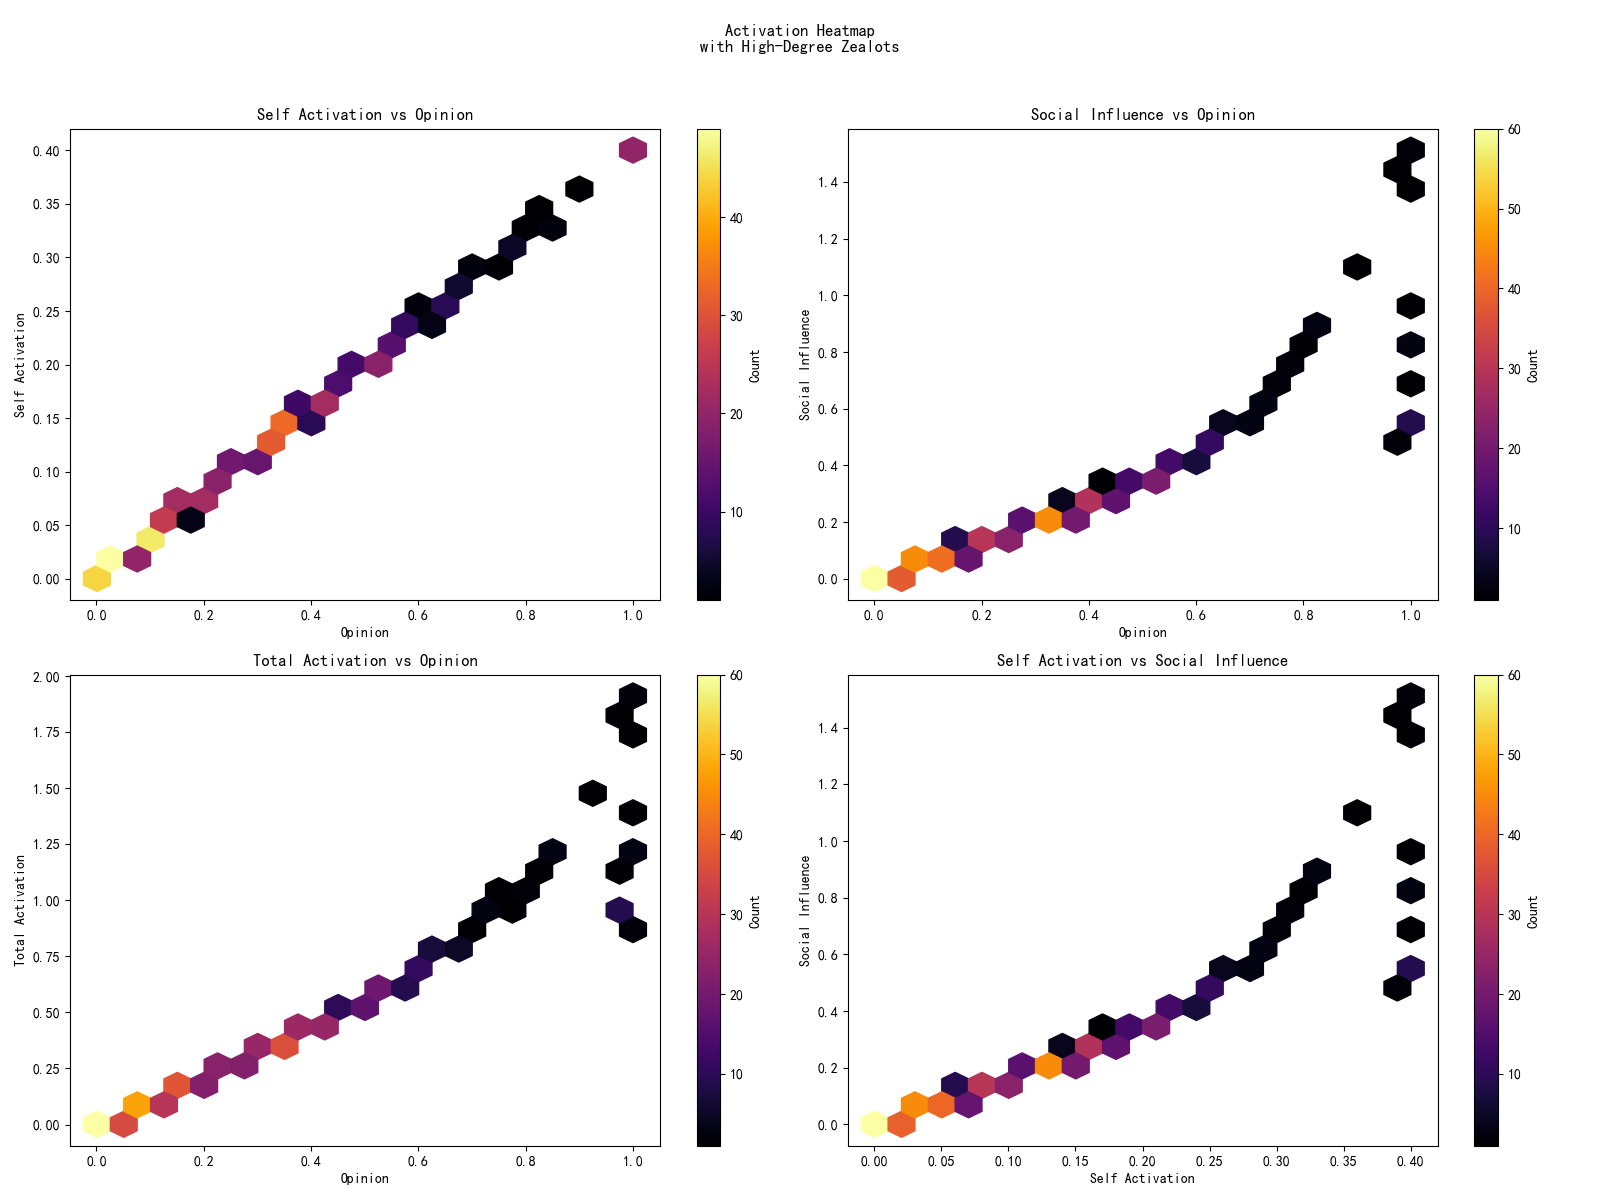 Activation Heatmap
with High-Degree Zealots
Self Activation vs Opinion
Self Activation
0.40
0.35
0.30
0.25
0.20
0.15
0.10
0.05
0.00
0.0 0.2 0.4 0.6 0.8 1.0
Opinion
40
30
20
10
Count
Social Influence vs Opinion
Social Influence
1.4
1.2
1.0
0.8
0.6
0.4
0.2
0.0
0.0 0.2 0.4 0.6 0.8 1.0
Opinion
60
50
40
30
20
10
Count
Total Activation vs Opinion
Total Activation
2.00
1.75
1.50
1.25
1.00
0.75
0.50
0.25
0.00
0.0 0.2 0.4 0.6 0.8 1.0
Opinion
60
50
40
30
20
10
Count
Self Activation vs Social Influence
Social Influence
1.4
1.2
1.0
0.8
0.6
0.4
0.2
0.0
0.00 0.05 0.10 0.15 0.20 0.25 0.30 0.35 0.40
Self Activation
60
50
40
30
20
10
Count